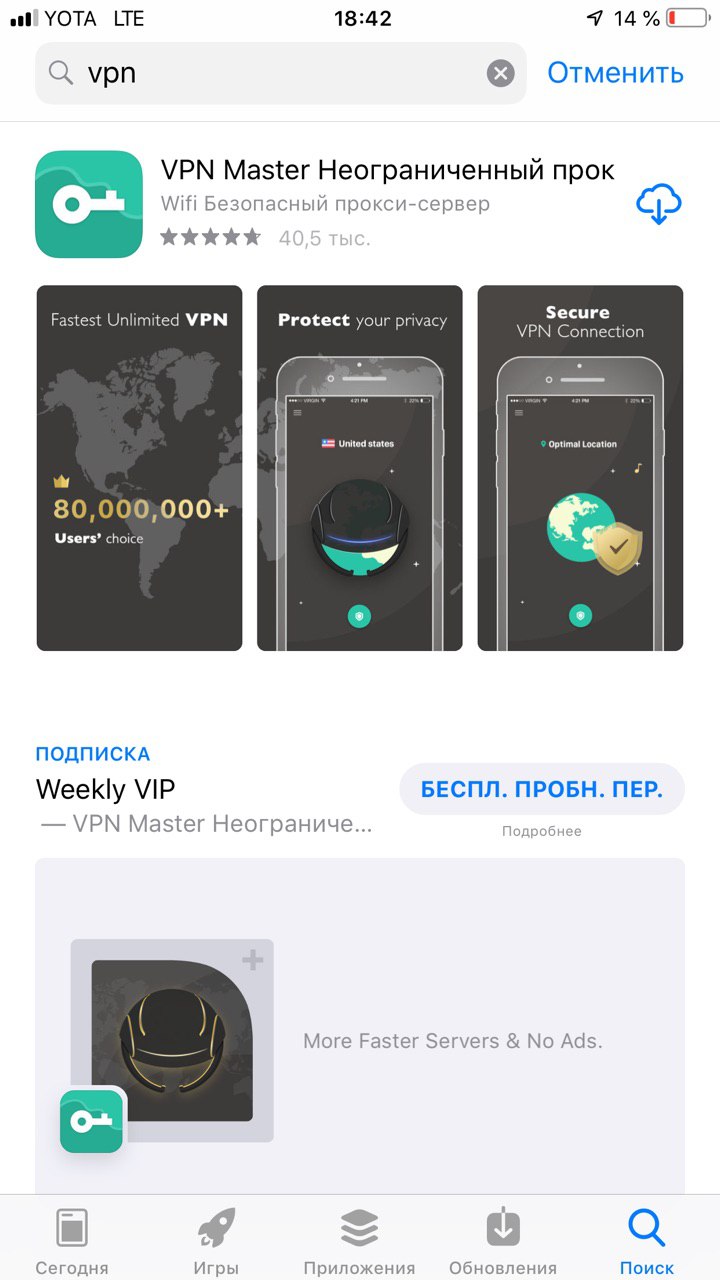 YOTA LTE 18:42 14 %
vpn Отменить
VPN Master Неограниченный прок
Wifi Безопасный прокси-сервер
40,5 тыс.
Fastest Unlimited VPN
80,000,000+
Users' choice
Protect your privacy
VIRGIN 4:21 PM 22%
United states
Secure
VPN Connection
VIRGIN 4:21 PM 22%
Optimal Location
ПОДПИСКА
Weekly VIP
— VPN Master Неограниче...
БЕСПЛ. ПРОБН. ПЕР.
Подробнее
More Faster Servers & No Ads.
Сегодня Игры Приложения Обновления Поиск